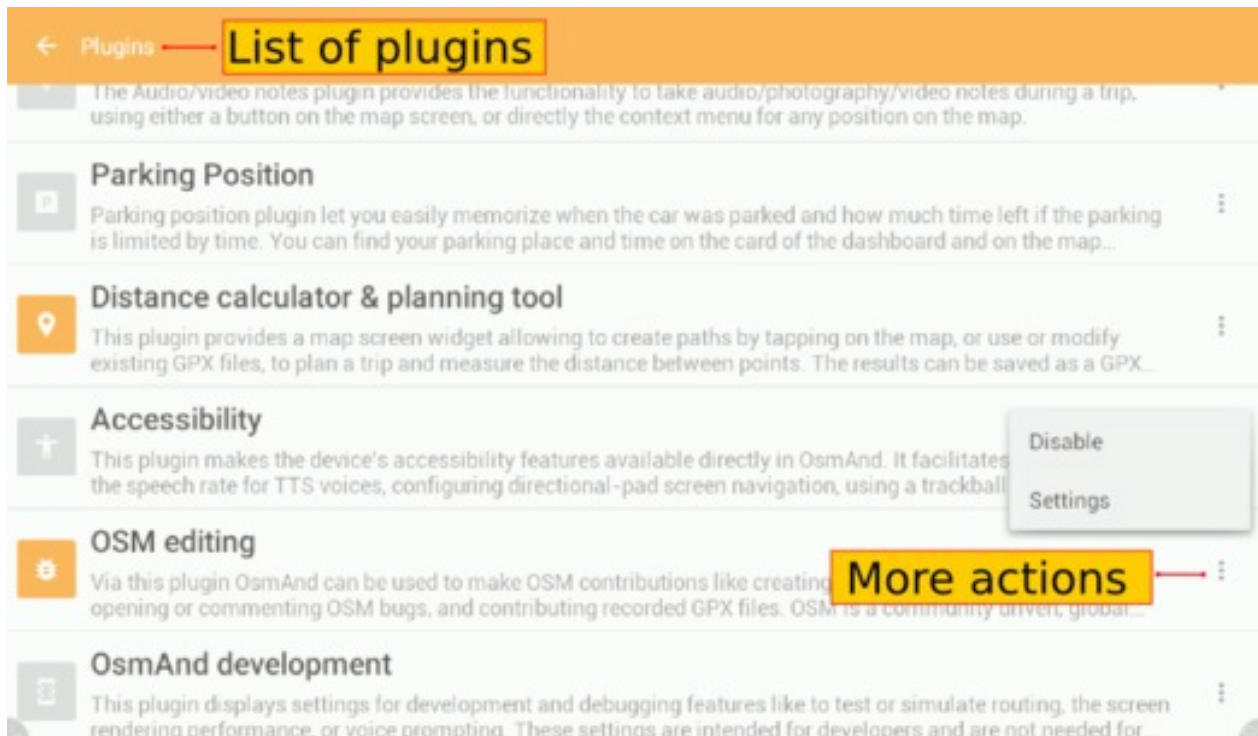 Plugins
List of plugins
The Audio/video notes plugin provides the functionality to take audio/photography/video notes during a trip,
using either a button on the map screen, or directly the context menu for any position on the map.
Parking Position
P
Parking position plugin let you easily memorize when the car was parked and how much time left if the parking
is limited by time. You can find your parking place and time on the card of the dashboard and on the map...
Distance calculator & planning tool
This plugin provides a map screen widget allowing to create paths by tapping on the map, or use or modify
existing GPX files, to plan a trip and measure the distance between points. The results can be saved as a GPX...
Accessibility
This plugin makes the device's accessibility features available directly in OsmAnd. It facilitates
the speech rate for TTS voices, configuring directional-pad screen navigation, using a trackball
Disable
Settings
OSM editing
Via this plugin OsmAnd can be used to make OSM contributions like creating
More actions
opening or commenting OSM bugs, and contributing recorded GPX files. OSM is a community driven, global...
OsmAnd development
This plugin displays settings for development and debugging features like to test or simulate routing, the screen
rendering performance, or voice prompting. These settings are intended for developers and are not needed for...